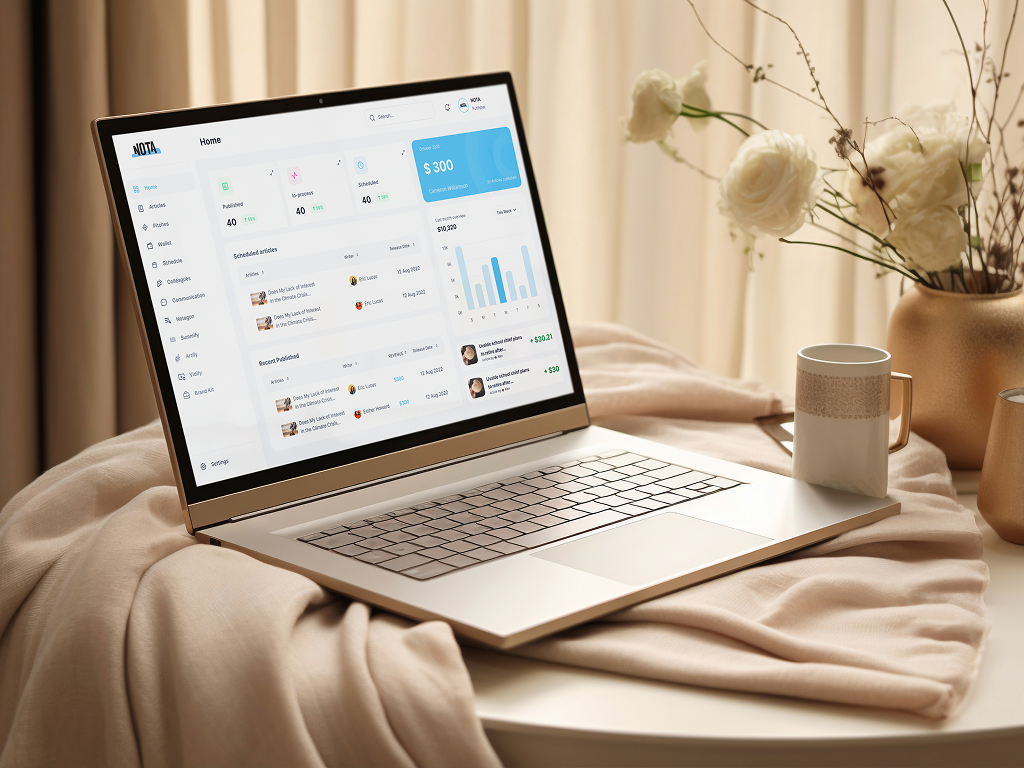 NOTA
Home
Search...
NOTA
Publisher
Home
Articles
Pitches
Wallet
Schedule
Colleagues
Communication
Notagon
Summify
Artify
Vidify
Brand Kit
Settings
Published
40
In-process
40
Scheduled
40
October 2022
$ 300
Cameron Williamson
Scheduled articles
Articles
Writer
Release Date
Does My Lack of Interest
in the Climate Crisis...
Eric Lucas
12 Aug 2022
Does My Lack of Interest
in the Climate Crisis...
Eric Lucas
12 Aug 2022
Recent Published
Articles
Writer
REVENUE
Release Date
Does My Lack of Interest
in the Climate Crisis...
Eric Lucas
$300
12 Aug 2022
Does My Lack of Interest
in the Climate Crisis...
Esther Howard
$300
12 Aug 2022
Last month overview
$10,320
This Week
S M T W T F S
Uvalde school chief plans
to retire after...
+ $30.21
Uvalde school chief plans
to retire after...
+ $30